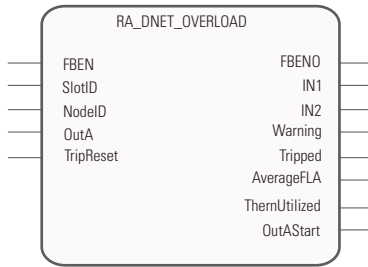 RA_DNET_OVERLOAD
FBEN FBENO
SlotID IN1
NodeID IN2
OutA Warning
TripReset Tripped
AverageFLA
ThernUtilized
OutAStart